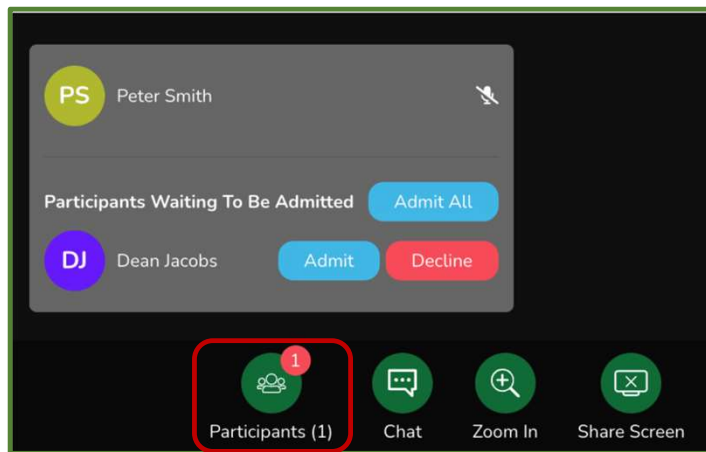 PS Peter Smith
Participants Waiting To Be Admitted Admit All
DJ Dean Jacobs Admit Decline
1
Participants (1) Chat Zoom In Share Screen